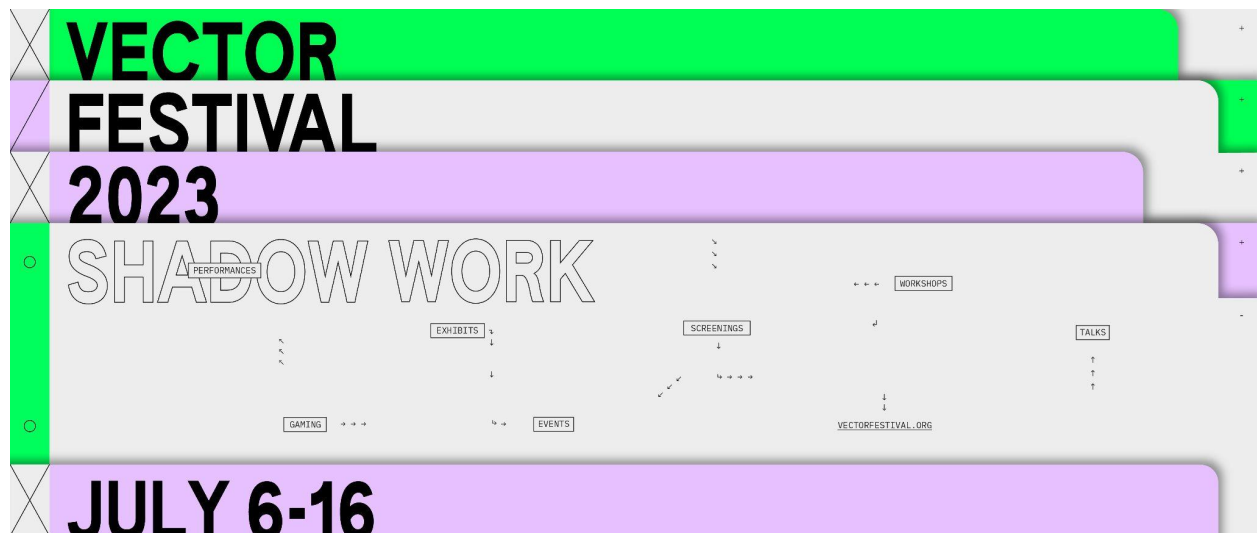 VECTOR
FESTIVAL
2023
SHADOW WORK
PERFORMANCES
WORKSHOPS
EXHIBITS
SCREENINGS
TALKS
GAMING
EVENTS
VECTORFESTIVAL.ORG
JULY 6-16